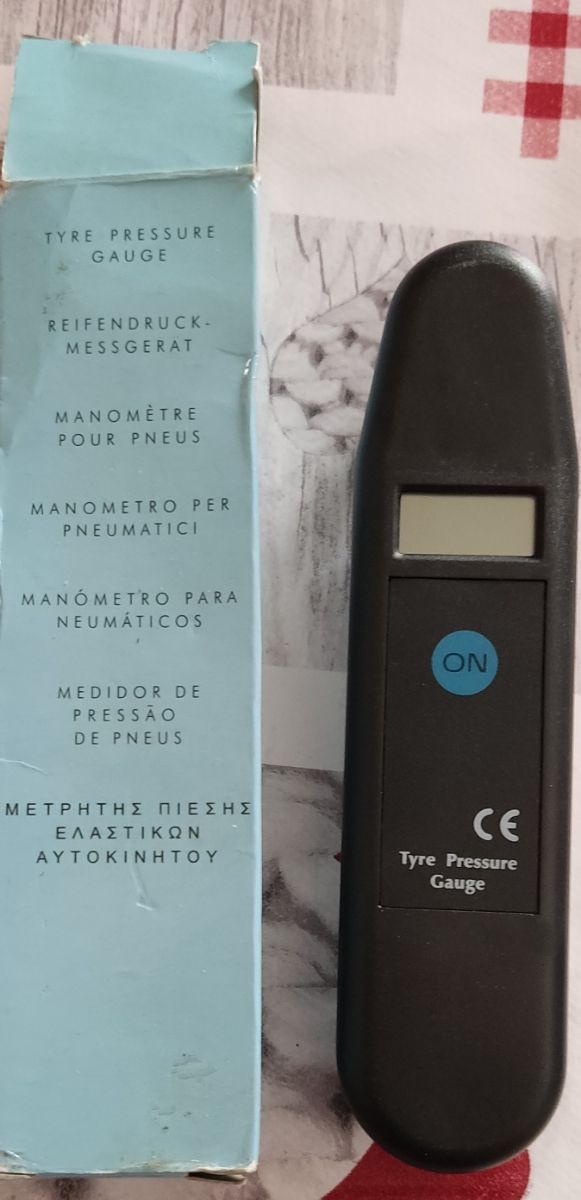 TYRE PRESSURE
GAUGE
REIFENDRUCK-
MESSGERAT
MANOMÈTRE
POUR PNEUS
MANOMETRO PER
PNEUMATICI
MANÓMETRO PARA
NEUMÁTICOS
MEDIDOR DE
PRESSÃO
DE PNEUS
ΜΕΤΡΗΤΗΣ ΠΙΕΣΗΣ
ΕΛΑΣΤΙΚΩΝ
ΑΥΤΟΚΙΝΗΤΟΥ
ON
CE
Tyre Pressure
Gauge